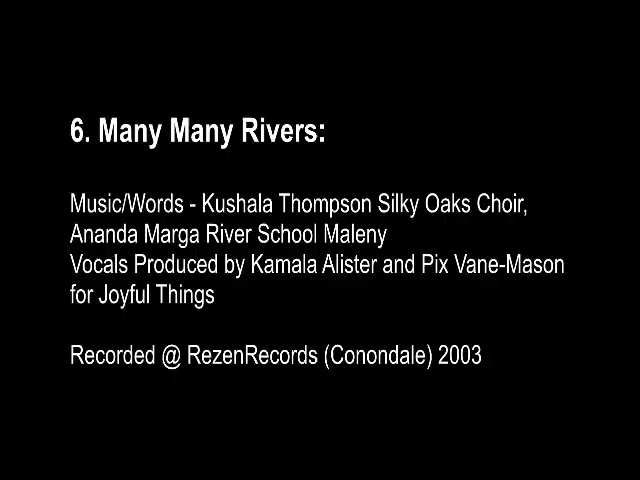 6. Many Many Rivers:
Music/Words - Kushala Thompson Silky Oaks Choir,
Ananda Marga River School Maleny
Vocals Produced by Kamala Alister and Pix Vane-Mason
for Joyful Things
Recorded @ RezenRecords (Conondale) 2003